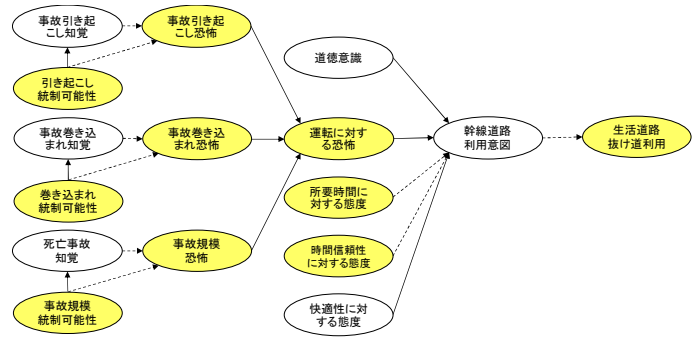 事故引き起
こし知覚
事故引き起
こし恐怖
引き起こし
統制可能性
事故巻き込
まれ知覚
事故巻き込
まれ恐怖
巻き込まれ
統制可能性
死亡事故
知覚
事故規模
恐怖
事故規模
統制可能性
道徳意識
運転に対す
る恐怖
所要時間に
対する態度
時間信頼性
に対する態度
快適性に対
する態度
幹線道路
利用意図
生活道路
抜け道利用